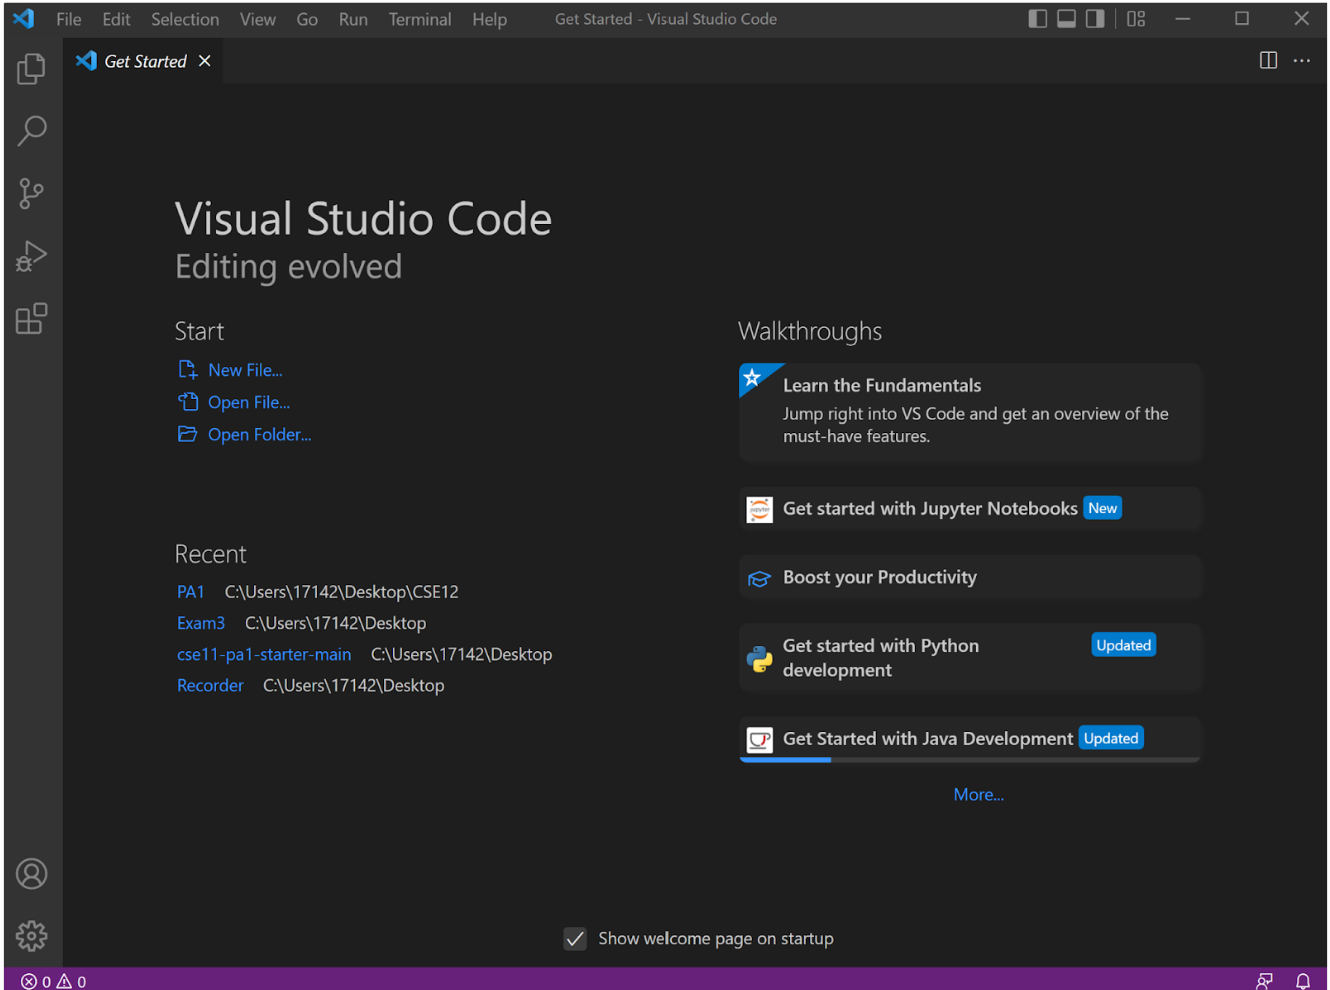 File Edit Selection View Go Run Terminal Help Get Started - Visual Studio Code
Get Started
Visual Studio Code
Editing evolved
Start
New File...
Open File...
Open Folder...
Recent
PA1 C:\Users\17142\Desktop\CSE12
Exam3 C:\Users\17142\Desktop
cse11-pa1-starter-main C:\Users\17142\Desktop
Recorder C:\Users\17142\Desktop
Walkthroughs
Learn the Fundamentals
Jump right into VS Code and get an overview of the
must-have features.
jupyter
Get started with Jupyter Notebooks New
Boost your Productivity
Get started with Python Updated
development
Get Started with Java Development Updated
More...
Show welcome page on startup
0 0